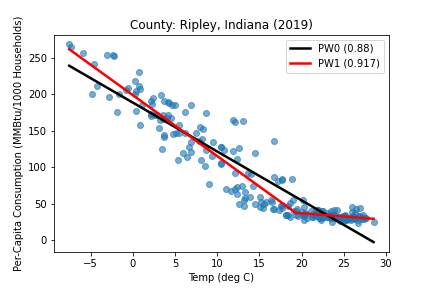 County: Ripley, Indiana (2019)
PW0 (0.88)
PW1 (0.917)
Per-Capita Consumption (MMBtu/1000 Households)
250
200
150
100
50
0
−5 0 5 10 15 20 25 30
Temp (deg C)